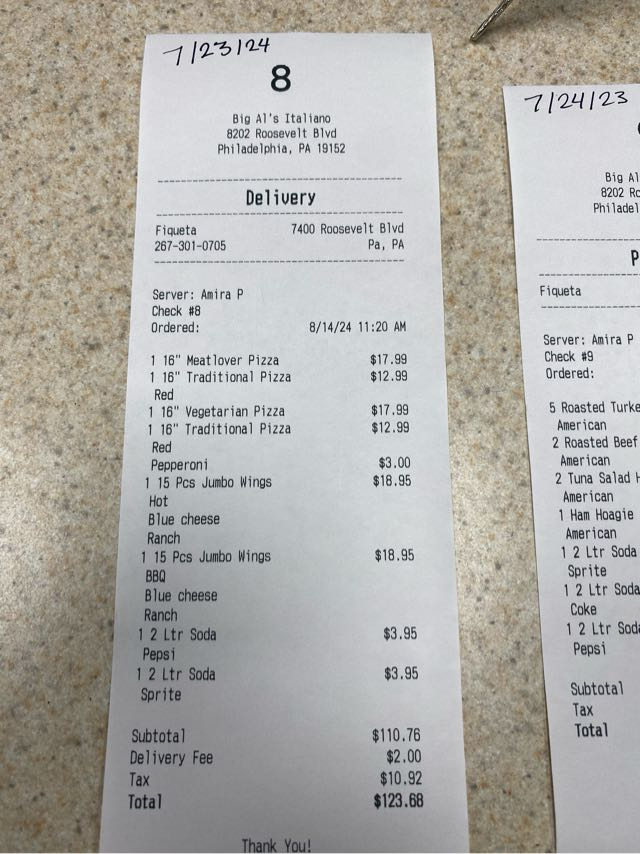 7/23/24
8
Big Al's Italiano
8202 Roosevelt Blvd
Philadelphia, PA 19152
Delivery
Fiqueta 7400 Roosevelt Blvd
267-301-0705 Pa, PA
Server: Amira P
Check #8
Ordered: 8/14/24 11:20 AM
1 16" Meatlover Pizza $17.99
1 16" Traditional Pizza $12.99
Red
1 16" Vegetarian Pizza $17.99
1 16" Traditional Pizza $12.99
Red
Pepperoni $3.00
1 15 Pcs Jumbo Wings $18.95
Hot
Blue cheese
Ranch
1 15 Pcs Jumbo Wings $18.95
BBQ
Blue cheese
Ranch
1 2 Ltr Soda $3.95
Pepsi
1 2 Ltr Soda $3.95
Sprite
Subtotal $110.76
Delivery Fee $2.00
Tax $10.92
Total $123.68
Thank You!
7/24/23
Big Al
8202 Ro
Philadel
P
Fiqueta
Server: Amira P
Check #9
Ordered:
5 Roasted Turke
American
2 Roasted Beef
American
2 Tuna Salad H
American
1 Ham Hoagie
American
1 2 Ltr Soda
Sprite
1 2 Ltr Soda
Coke
1 2 Ltr Soda
Pepsi
Subtotal
Tax
Total